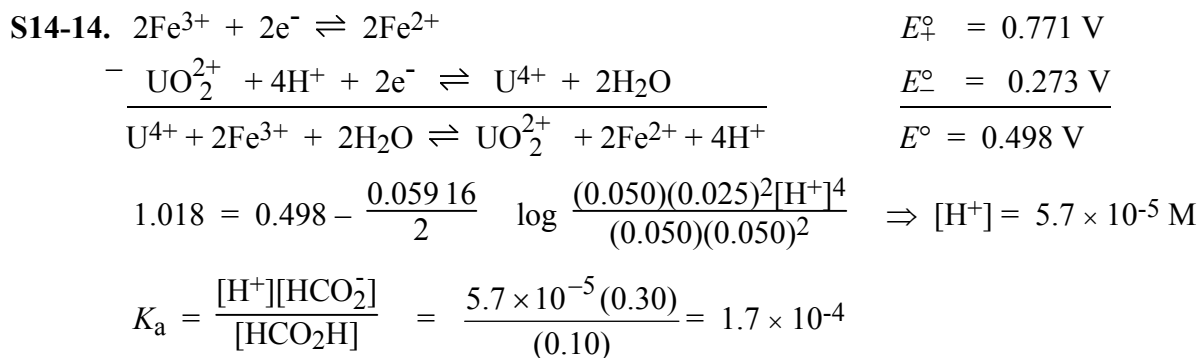 S14-14. 2Fe³⁺ + 2e⁻ ⇌ 2Fe²⁺ E°₊ = 0.771 V
− UO₂²⁺ + 4H⁺ + 2e⁻ ⇌ U⁴⁺ + 2H₂O E°₋ = 0.273 V
U⁴⁺ + 2Fe³⁺ + 2H₂O ⇌ UO₂²⁺ + 2Fe²⁺ + 4H⁺ E° = 0.498 V
1.018 = 0.498 – 0.059 16/2 log (0.050)(0.025)²[H⁺]⁴/(0.050)(0.050)² ⇒ [H⁺] = 5.7 × 10⁻⁵ M
Kₐ = [H⁺][HCO₂⁻]/[HCO₂H] = 5.7 × 10⁻⁵ (0.30)/(0.10) = 1.7 × 10⁻⁴